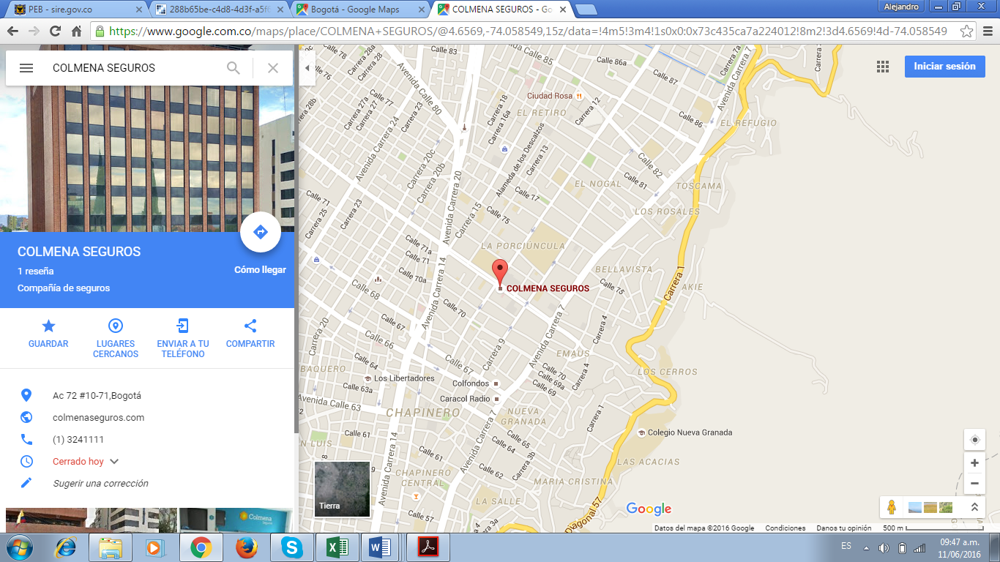 PEB - sire.gov.co
288b65be-c4d8-4d3f-a5f6
Bogotá - Google Maps
COLMENA SEGUROS - Go
Alejandro
https://www.google.com.co/maps/place/COLMENA+SEGUROS/@4.6569,-74.058549,15z/data=!4m5!3m4!1s0x0:0x73c435ca7a224012!8m2!3d4.6569!4d-74.058549
COLMENA SEGUROS
COLMENA SEGUROS
1 reseña
Compañía de seguros
Cómo llegar
GUARDAR
LUGARES CERCANOS
ENVIAR A TU TELÉFONO
COMPARTIR
Ac 72 #10-71,Bogotá
colmenaseguros.com
(1) 3241111
Cerrado hoy
Sugerir una corrección
Colmena
Iniciar sesión
Calle 78
Carrera 28a
Calle 83
Avenida Calle 80
Calle 86a
Calle 87
Carrera 7a
Avenida Carrera 7
Carrera 1
Calle 76
Carrera 28b
Calle 77
Carrera 27a
Carrera 27
Calle 74
Carrera 23
Avenida Carrera 24
Carrera 18
Carrera 16a
Ciudad Rosa
EL RETIRO
Carrera 12
Calle 86
EL REFUGIO
Alameda de los Descalzos
Carrera 13
Carrera 20c
Carrera 20b
Avenida Carrera 20
Calle 82
Calle 81
EL NOGAL
TOSCAMA
Calle 71
Carrera 25
Carrera 23
Carrera 15
Calle 77
Calle 75
LOS ROSALES
LA PORCIÚNCULA
Calle 71a
Calle 71
Calle 70a
COLMENA SEGUROS
BELLAVISTA
Calle 75
AKIE
Carrera 1
Calle 68
Calle 67
Calle 66
Avenida Carrera 14
Calle 70
Carrera 9
Avenida Carrera 7
Carrera 4
Carrera 20
Calle 64
Calle 67
EMAUS
Carrera 4
BAQUERO
Calle 63a
Los Libertadores
Colfondos
Calle 70
Calle 69a
Calle 69
LOS CERROS
Caracol Radio
Avenida Calle 63
CHAPINERO
NUEVA GRANADA
Carrera 1
Calle 61
SAN LUIS
Avenida Carrera 14
Avenida Carrera 7
Calle 65
Calle 64
Calle 62
Carrera 3b
Colegio Nueva Granada
LAS ACACIAS
CHAPINERO CENTRAL
MARIA CRISTINA
LA SALLE
Diagonal 57
Tierra
Google
Datos del mapa ©2016 Google
Condiciones
Danos tu opinión
500 m
ES
09:47 a.m.
11/06/2016